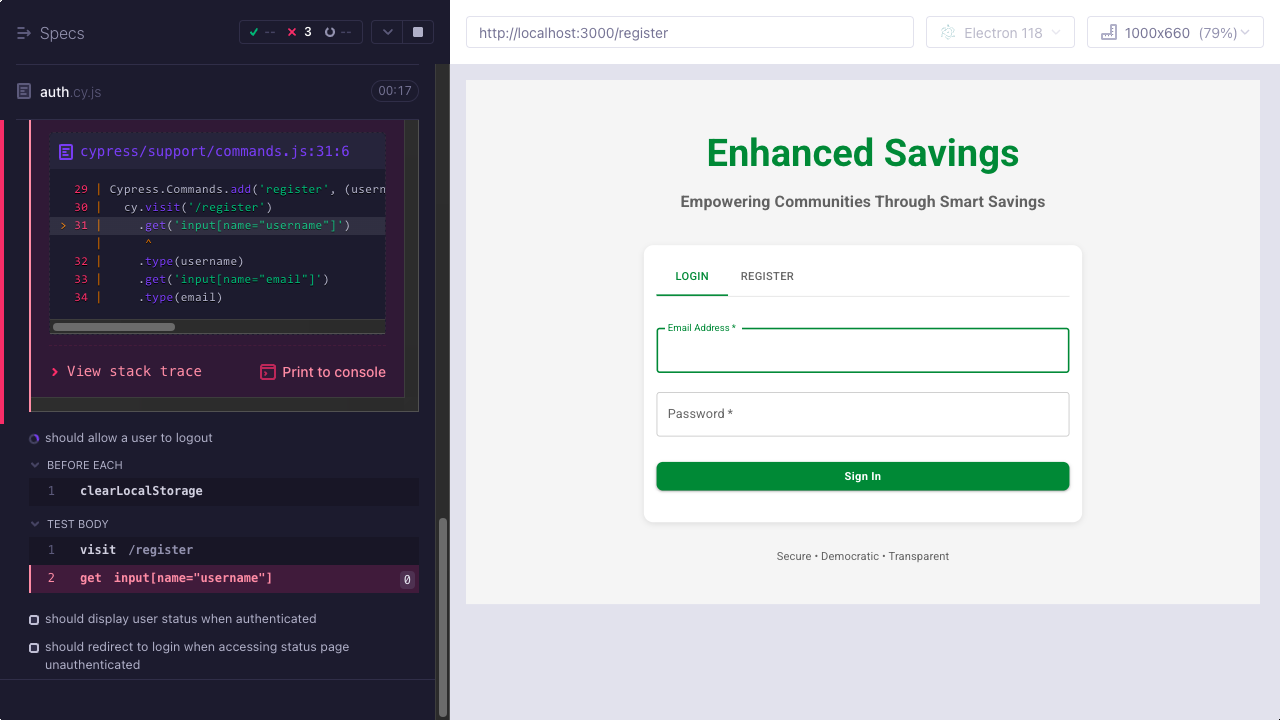 Specs
-- 3 --
auth.cy.js
00:17
cypress/support/commands.js:31:6
29 | Cypress.Commands.add('register', (usern
30 | cy.visit('/register')
> 31 | .get('input[name="username"]')
| ^
32 | .type(username)
33 | .get('input[name="email"]')
34 | .type(email)
View stack trace
Print to console
should allow a user to logout
BEFORE EACH
1 clearLocalStorage
TEST BODY
1 visit /register
2 get input[name="username"] 0
should display user status when authenticated
should redirect to login when accessing status page
unauthenticated
http://localhost:3000/register
Electron 118
1000x660 (79%)
Enhanced Savings
Empowering Communities Through Smart Savings
LOGIN REGISTER
Email Address *
Password *
Sign In
Secure • Democratic • Transparent